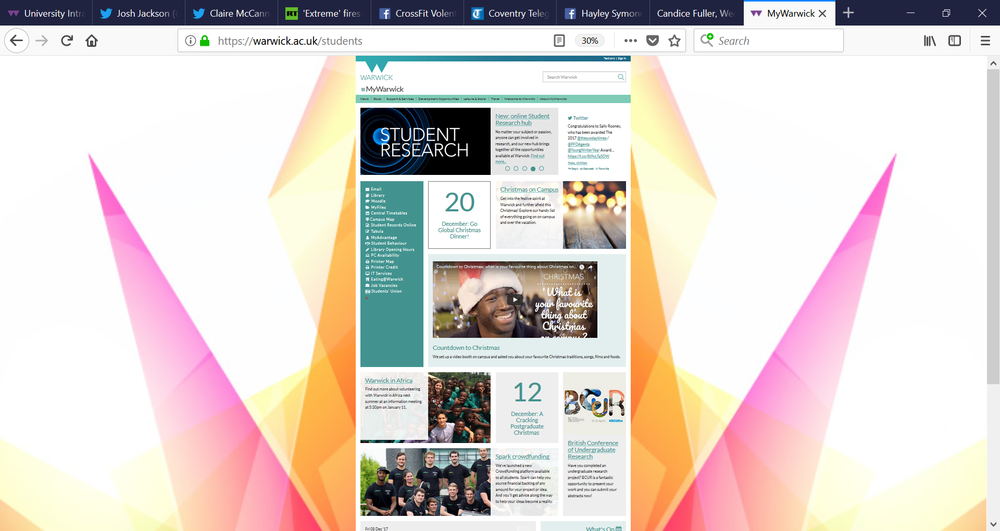 University Intra
Josh Jackson (
Claire McCann
RT
'Extreme' fires
CrossFit Volent
Coventry Teleg
Hayley Symond
Candice Fuller, We
MyWarwick
https://warwick.ac.uk/students
30%
Search
Text only | Sign in
WARWICK
Search Warwick
MyWarwick
News | Study | Support & Services | Development Opportunities | Leisure & Social | Travel | Welcome to Warwick | About MyWarwick
STUDENT
RESEARCH
New: online Student
Research hub
No matter your subject or passion,
anyone can get involved in
research, and our new hub brings
together all the opportunities
available at Warwick. Find out
more...
Twitter
Congratulations to Sally Rooney,
who has been awarded The
2017 @thesundaytimes /
@PFDAgents
@YoungWriterYear Award...
https://t.co/8t9oLTa5DW
Today, 12:59pm
Reply Retweet Favorite
Email
Library
Moodle
MyFiles
Central Timetables
Campus Map
Student Records Online
Tabula
MyAdvantage
Student Behaviour
Library Opening Hours
PC Availability
Printer Map
Printer Credit
IT Services
Eating@Warwick
Job Vacancies
Students' Union
20
December: Go
Global Christmas
Dinner!
Christmas on Campus
Get into the festive spirit at
Warwick and further afield this
Christmas! Explore our handy list
of everything going on on campus
and over the vacation.
Countdown to Christmas: what is your favourite thing about Christmas on...
COUNTDOWN
TO
CHRISTMAS
'What is
your favourite
thing about
Christmas
on campus?
Countdown to Christmas
We set up a video booth on campus and asked you about your favourite Christmas traditions, songs, films and foods.
Warwick in Africa
Find out more about volunteering
with Warwick in Africa next
summer at an information meeting
at 5:30pm on January 11.
12
December: A
Cracking
Postgraduate
Christmas
BCUR
12-13 April
#BCUR18
British Conference
of Undergraduate
Research
Have you completed an
undergraduate research
project? BCUR is a fantastic
opportunity to present your
work and you can submit your
abstracts now!
Spark crowdfunding
We've launched a new
Crowdfunding platform available
to all students. Spark can help you
source financial backing of any
amount for your project or idea.
And you'll get advice along the way
to help your ideas become a reality.
Fri 08 Dec '17
What's On